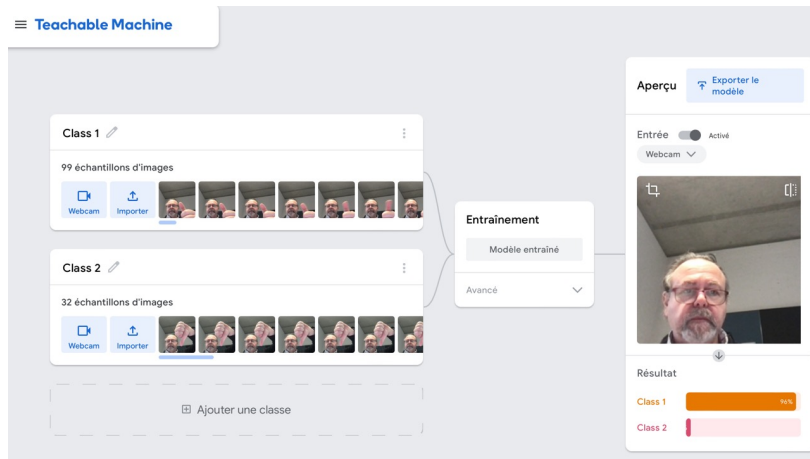 Teachable Machine
Class 1
99 échantillons d'images
Webcam
Importer
Class 2
32 échantillons d'images
Webcam
Importer
Ajouter une classe
Entraînement
Modèle entraîné
Avancé
Aperçu
Exporter le
modèle
Entrée
Activé
Webcam
Résultat
Class 1
96%
Class 2